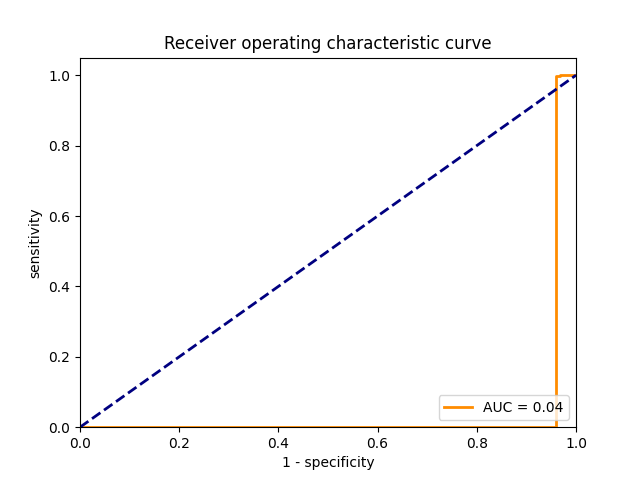 Receiver operating characteristic curve
1.0
0.8
0.6
0.4
0.2
0.0
sensitivity
AUC = 0.04
0.0 0.2 0.4 0.6 0.8 1.0
1 - specificity